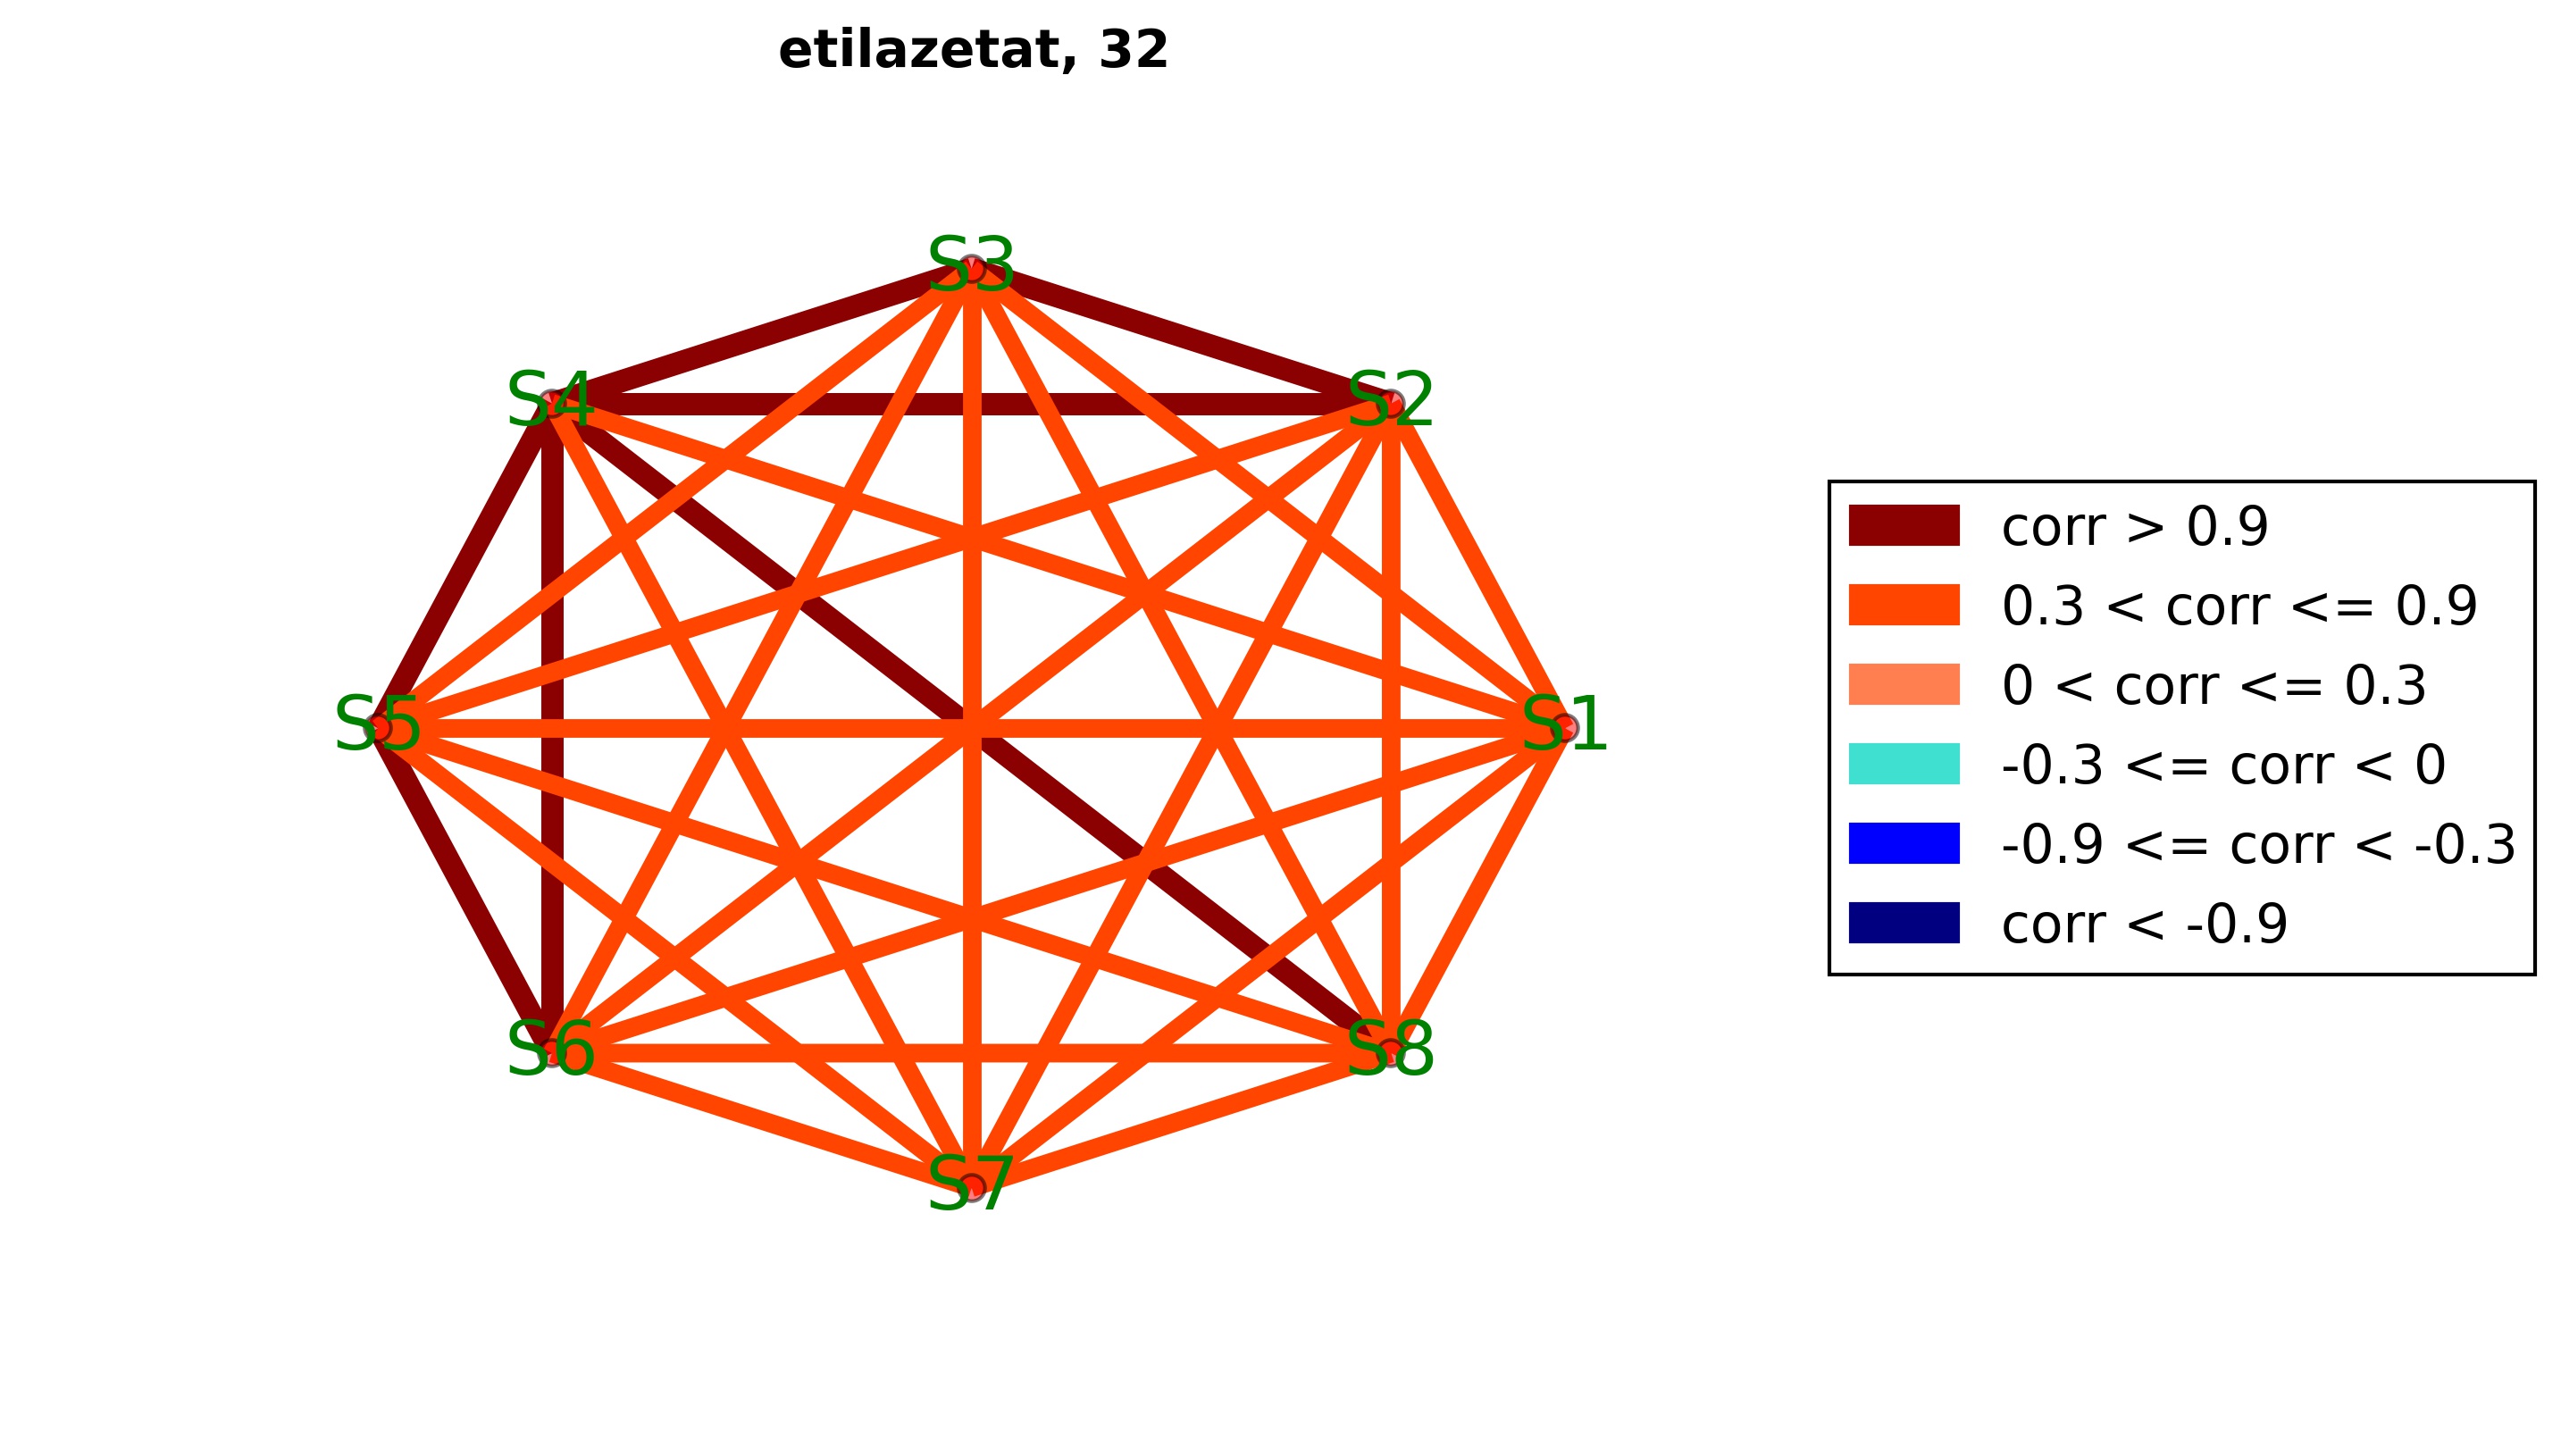 etilazetat, 32
S3
S4
S2
S5
S1
S6
S8
S7
corr > 0.9
0.3 < corr <= 0.9
0 < corr <= 0.3
-0.3 <= corr < 0
-0.9 <= corr < -0.3
corr < -0.9